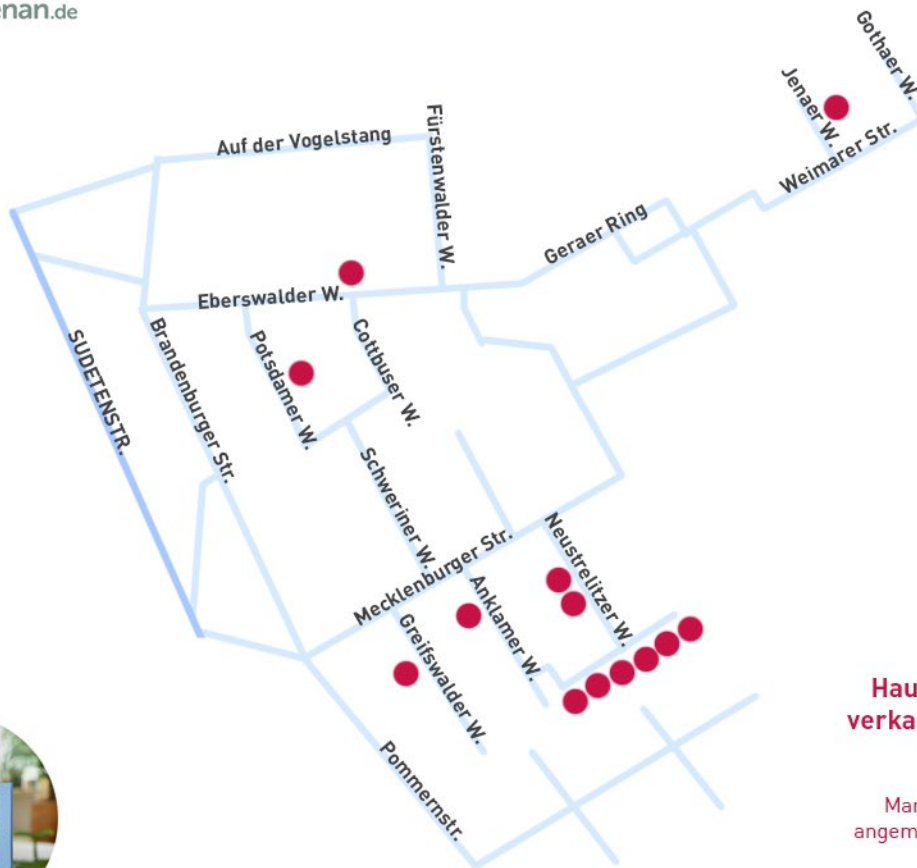 enan.de
Gothaer W.
Jenaer W.
Weimarer Str.
Auf der Vogelstang
Fürstenwalder W.
Geraer Ring
Eberswalder W.
SUDETENSTR.
Brandenburger Str.
Potsdamer W.
Cottbuser W.
Schweriner W.
Mecklenburger Str.
Neustrelitzer W.
Anklamer W.
Greifswalder W.
Pommernstr.
Hau
verka
Mar
angem